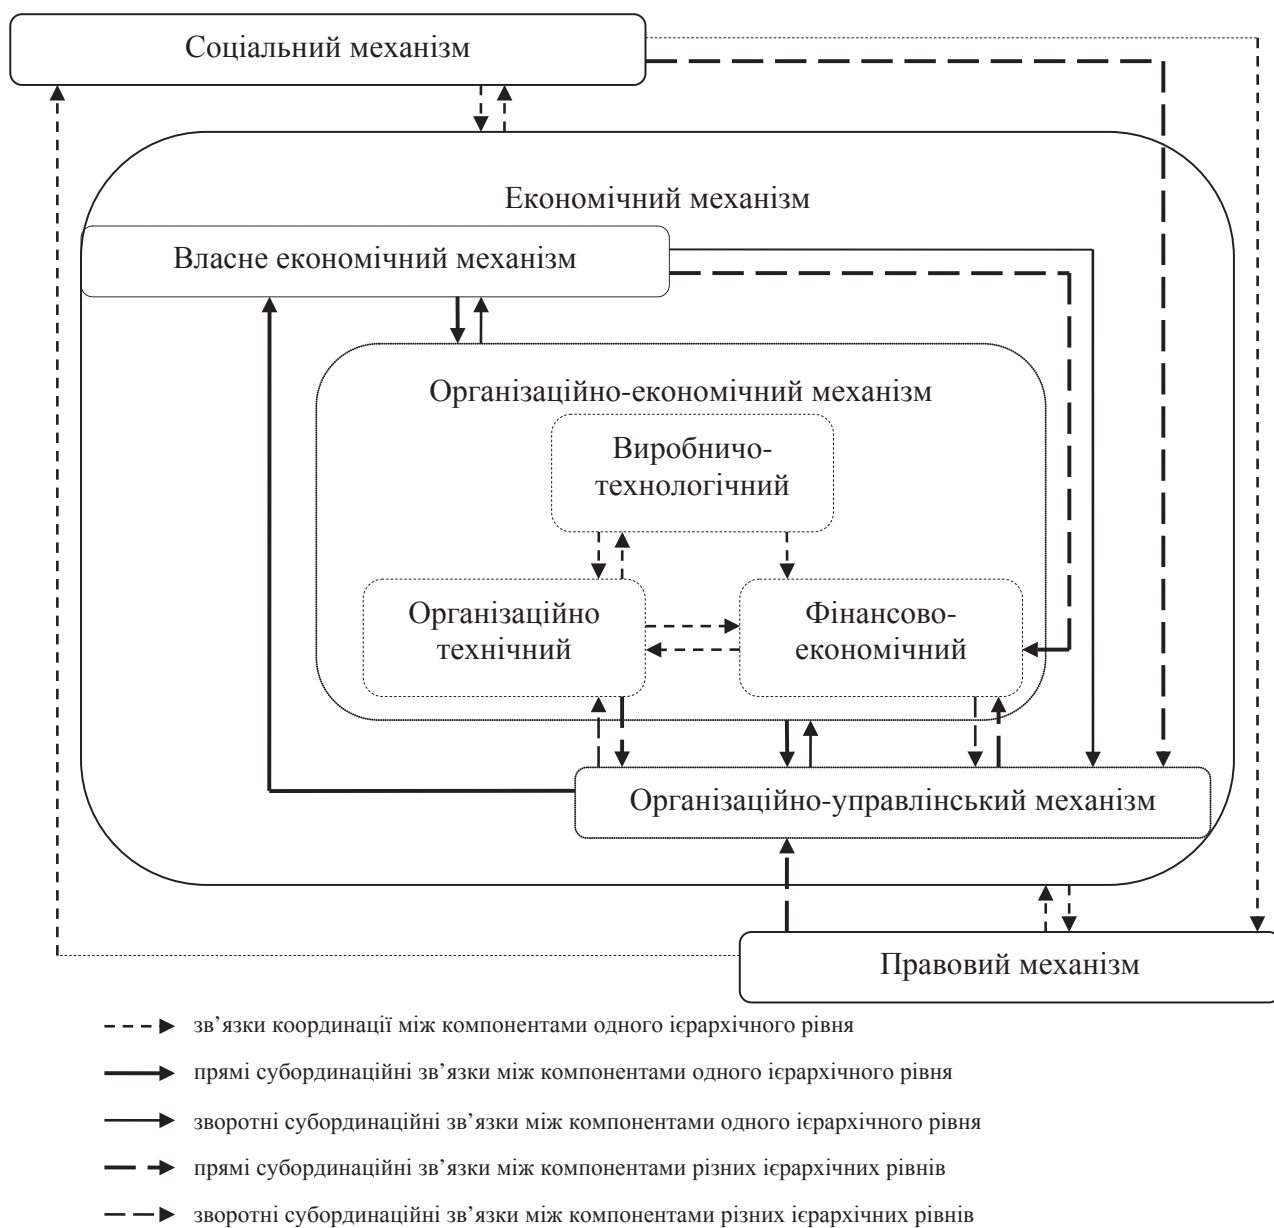 Соціальний механізм
Економічний механізм
Власне економічний механізм
Організаційно-економічний механізм
Виробничо-
технологічний
Організаційно
технічний
Фінансово-
економічний
Організаційно-управлінський механізм
Правовий механізм
зв’язки координації між компонентами одного ієрархічного рівня
прямі субординаційні зв’язки між компонентами одного ієрархічного рівня
зворотні субординаційні зв’язки між компонентами одного ієрархічного рівня
прямі субординаційні зв’язки між компонентами різних ієрархічних рівнів
зворотні субординаційні зв’язки між компонентами різних ієрархічних рівнів